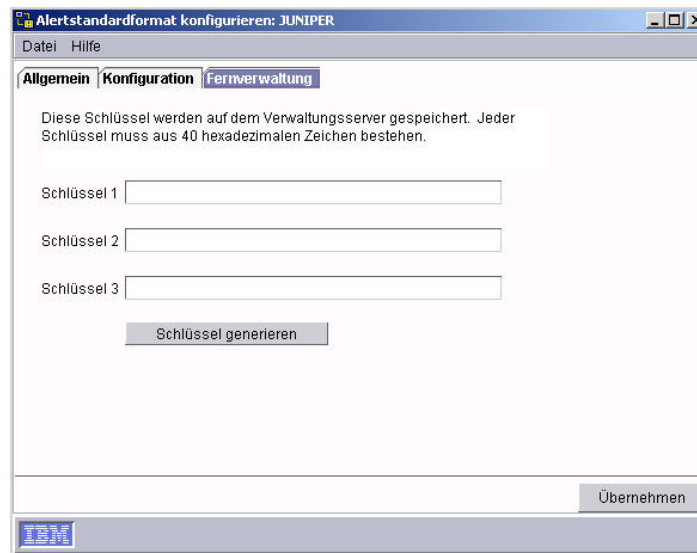 Alertstandardformat konfigurieren: JUNIPER
Datei Hilfe
Allgemein Konfiguration Fernverwaltung
Diese Schlüssel werden auf dem Verwaltungsserver gespeichert. Jeder
Schlüssel muss aus 40 hexadezimalen Zeichen bestehen.
Schlüssel 1
Schlüssel 2
Schlüssel 3
Schlüssel generieren
Übernehmen
IBM